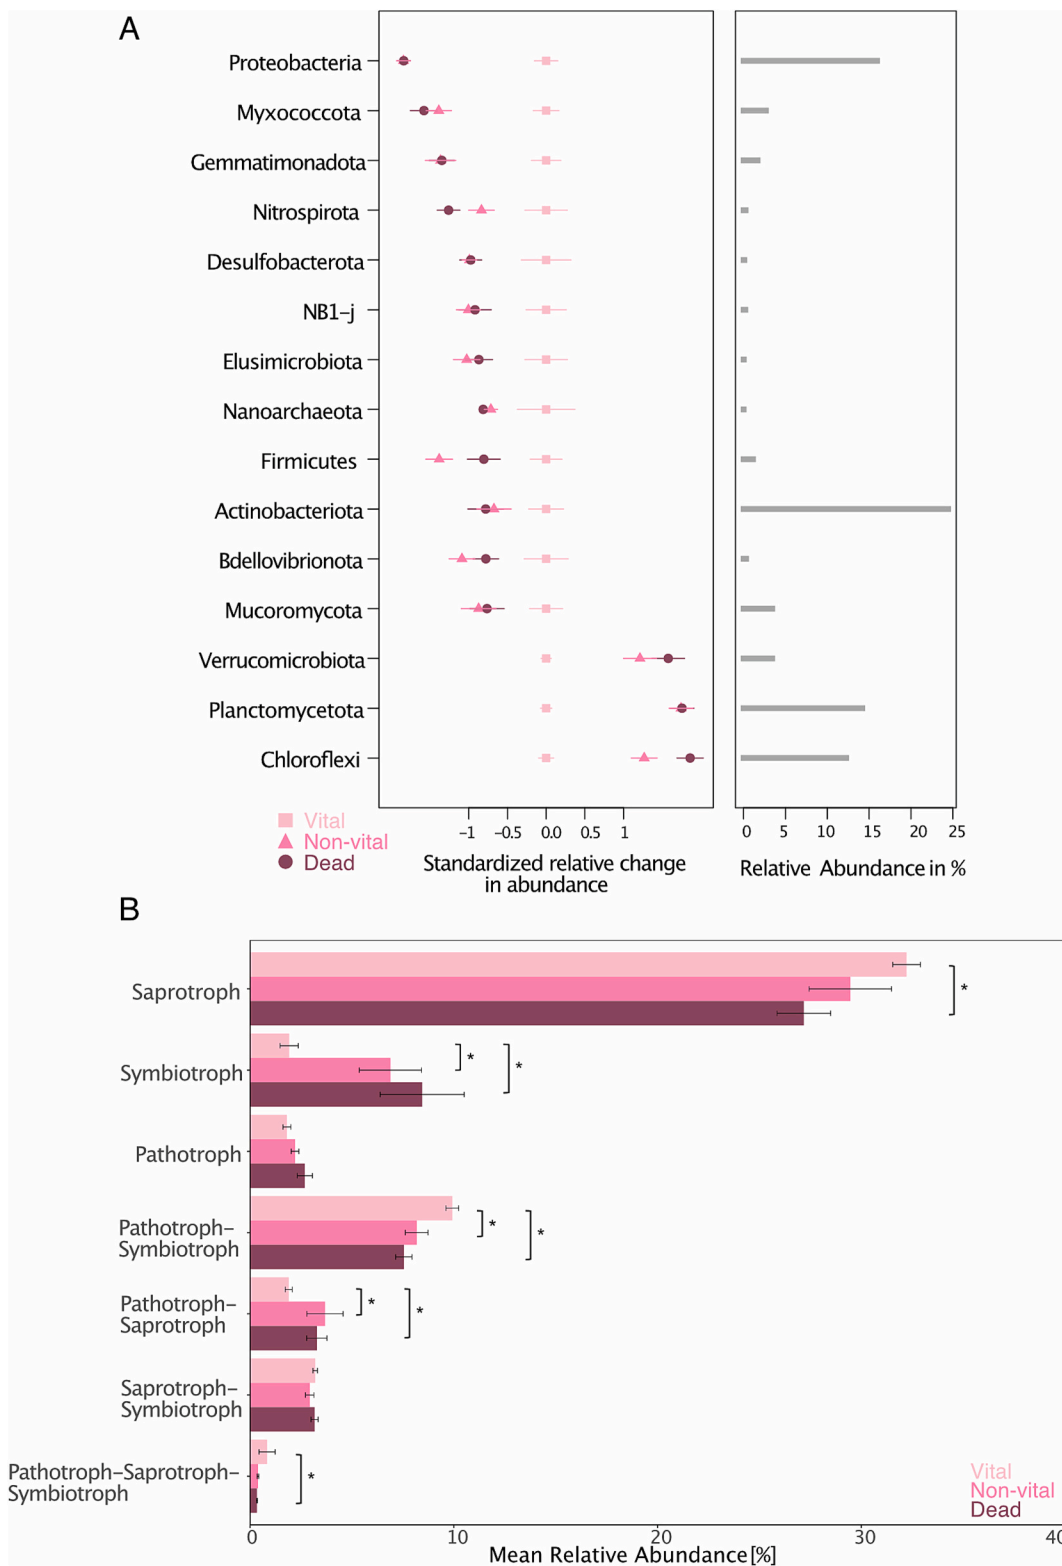 A
Proteobacteria
Myxococcota
Gemmatimonadota
Nitrospirota
Desulfobacterota
NB1-j
Elusimicrobiota
Nanoarchaeota
Firmicutes
Actinobacteriota
Bdellovibrionota
Mucoromycota
Verrucomicrobiota
Planctomycetota
Chloroflexi
−1 −0.5 0.0 0.5 1
0 5 10 15 20 25
Vital
Non-vital
Dead
Standardized relative change
in abundance
Relative Abundance in %
B
Saprotroph
*
Symbiotroph
* *
Pathotroph
Pathotroph-
Symbiotroph
* *
Pathotroph-
Saprotroph
* *
Saprotroph-
Symbiotroph
Pathotroph-Saprotroph-
Symbiotroph
*
Vital
Non-vital
Dead
0 10 20 30 40
Mean Relative Abundance[%]